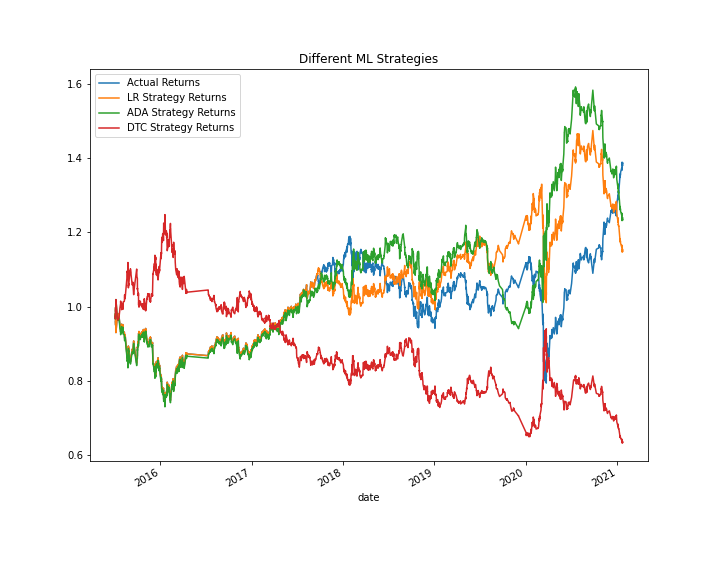 Different ML Strategies
Actual Returns
LR Strategy Returns
ADA Strategy Returns
DTC Strategy Returns
1.6
1.4
1.2
1.0
0.8
0.6
2016 2017 2018 2019 2020 2021
date